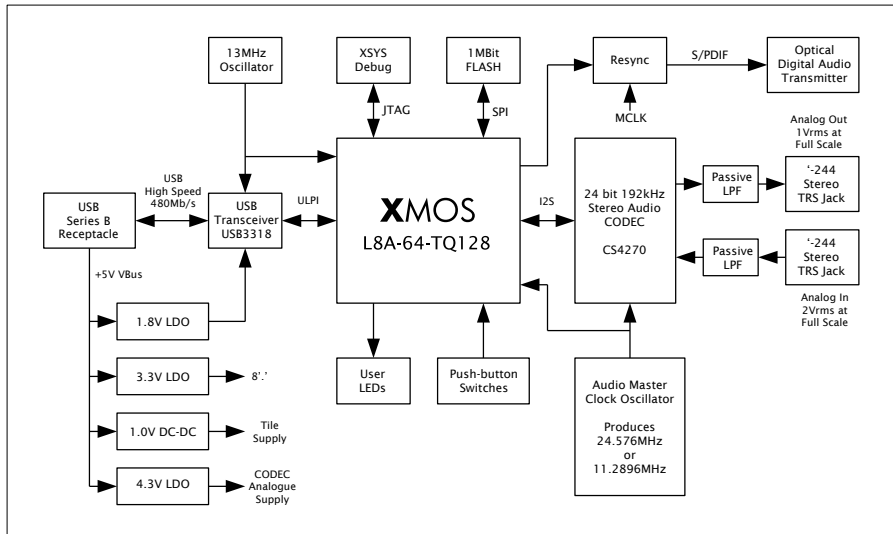 13MHz
Oscillator
XSYS
Debug
1MBit
FLASH
Resync
S/PDIF
Optical
Digital Audio
Transmitter
JTAG
SPI
MCLK
Analog Out
1Vrms at
Full Scale
USB
High Speed
480Mb/s
USB
Series B
Receptacle
USB
Transceiver
USB3318
ULPI
XMOS
L8A-64-TQ128
I2S
24 bit 192kHz
Stereo Audio
CODEC
CS4270
Passive
LPF
'-244
Stereo
TRS Jack
Passive
LPF
'-244
Stereo
TRS Jack
Analog In
2Vrms at
Full Scale
+5V VBus
1.8V LDO
3.3V LDO
8'.'
1.0V DC-DC
Tile
Supply
4.3V LDO
CODEC
Analogue
Supply
User
LEDs
Push-button
Switches
Audio Master
Clock Oscillator
Produces
24.576MHz
or
11.2896MHz